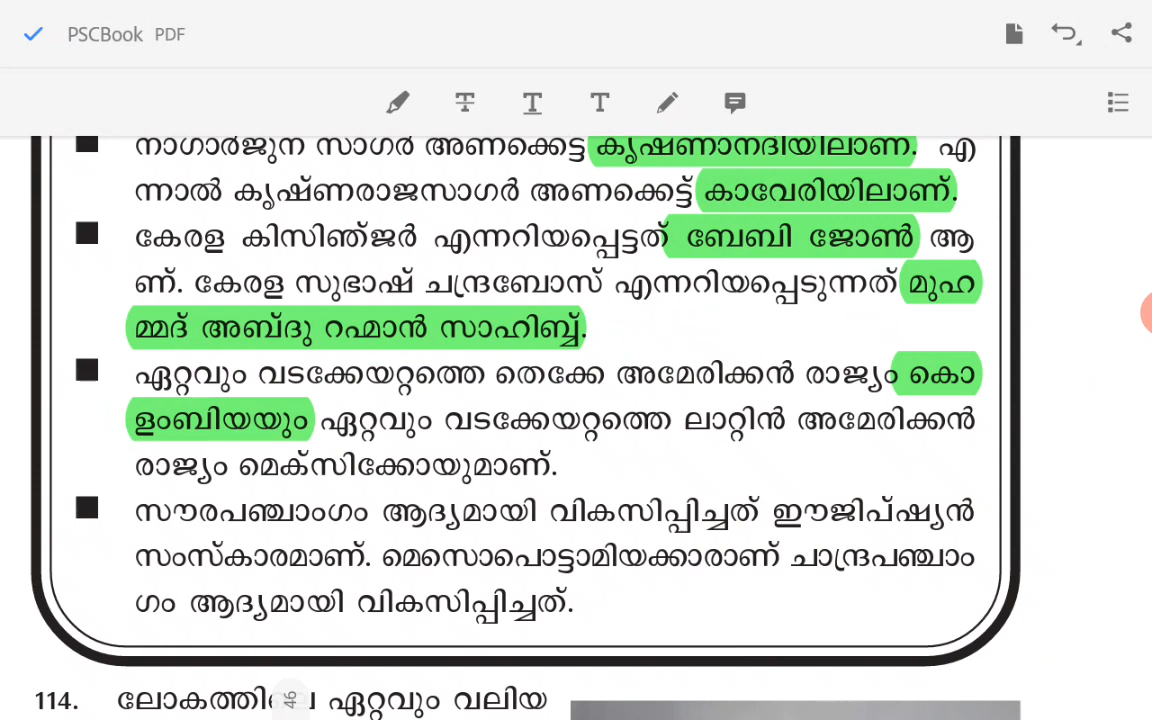 PSCBook PDF
നാഗാർജുന സാഗർ അണക്കെട്ട് കൃഷ്ണാനദിയിലാണ്. എ
ന്നാൽ കൃഷ്ണരാജസാഗർ അണക്കെട്ട് കാവേരിയിലാണ്.
കേരള കിസിഞ്ജർ എന്നറിയപ്പെട്ടത് ബേബി ജോൺ ആ
ണ്. കേരള സുഭാഷ് ചന്ദ്രബോസ് എന്നറിയപ്പെടുന്നത് മുഹ
മ്മദ് അബ്ദു റഹ്മാൻ സാഹിബ്ബ്.
ഏറ്റവും വടക്കേയറ്റത്തെ തെക്കേ അമേരിക്കൻ രാജ്യം കൊ
ളംബിയയും ഏറ്റവും വടക്കേയറ്റത്തെ ലാറ്റിൻ അമേരിക്കൻ
രാജ്യം മെക്സിക്കോയുമാണ്.
സൗരപഞ്ചാംഗം ആദ്യമായി വികസിപ്പിച്ചത് ഈജിപ്ഷ്യൻ
സംസ്കാരമാണ്. മെസൊപൊട്ടാമിയക്കാരാണ് ചാന്ദ്രപഞ്ചാം
ഗം ആദ്യമായി വികസിപ്പിച്ചത്.
114. ലോകത്തിലെ ഏറ്റവും വലിയ
46